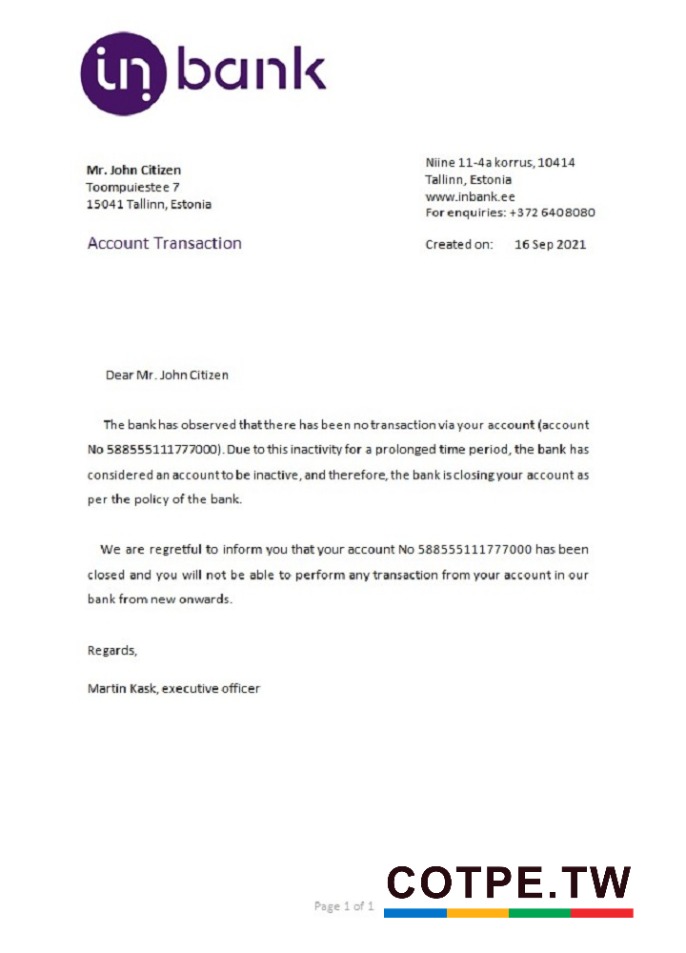 inbank
Mr. John Citizen
Toompuiestee 7
15041 Tallinn, Estonia
Niine 11-4a korrus, 10414
Tallinn, Estonia
www.inbank.ee
For enquiries: +372 6408080
Account Transaction
Created on: 16 Sep 2021
Dear Mr. John Citizen
The bank has observed that there has been no transaction via your account (account
No 588555111777000). Due to this inactivity for a prolonged time period, the bank has
considered an account to be inactive, and therefore, the bank is closing your account as
per the policy of the bank.
We are regretful to inform you that your account No 588555111777000 has been
closed and you will not be able to perform any transaction from your account in our
bank from new onwards.
Regards,
Martin Kask, executive officer
Page 1 of 1
COTPE.TW